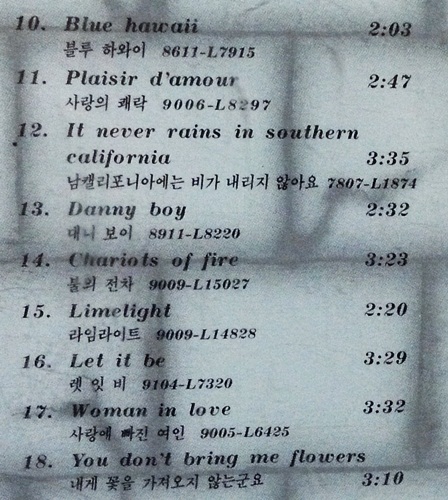 10. Blue hawaii 2:03
블루 하와이 8611-L7915
11. Plaisir d'amour 2:47
사랑의 쾌락 9006-L8297
12. It never rains in southern
california 3:35
남캘리포니아에는 비가 내리지 않아요 7807-L1874
13. Danny boy 2:32
대니 보이 8911-L8220
14. Chariots of fire 3:23
불의 전차 9009-L15027
15. Limelight 2:20
라임라이트 9009-L14828
16. Let it be 3:29
렛 잇 비 9104-L7320
17. Woman in love 3:32
사랑에 빠진 여인 9005-L6425
18. You don't bring me flowers
내게 꽃을 가져오지 않는군요 3:10